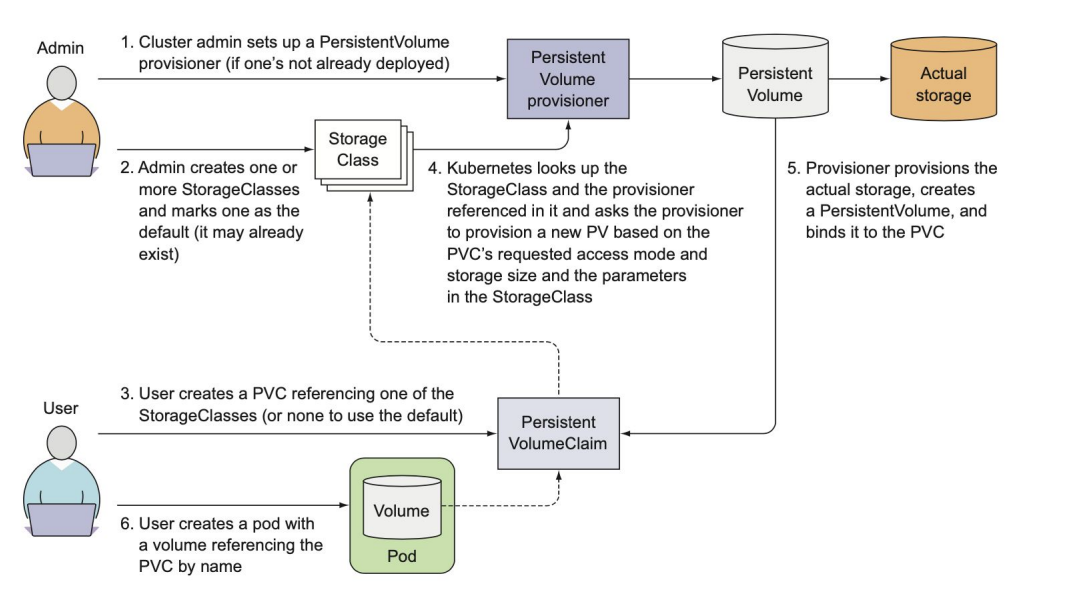 Admin
1. Cluster admin sets up a PersistentVolume
provisioner (if one's not already deployed)
Persistent
Volume
provisioner
Persistent
Volume
Actual
storage
Storage
Class
2. Admin creates one or
more StorageClasses
and marks one as the
default (it may already
exist)
4. Kubernetes looks up the
StorageClass and the provisioner
referenced in it and asks the provisioner
to provision a new PV based on the
PVC's requested access mode and
storage size and the parameters
in the StorageClass
5. Provisioner provisions the
actual storage, creates
a PersistentVolume, and
binds it to the PVC
User
3. User creates a PVC referencing one of the
StorageClasses (or none to use the default)
Persistent
VolumeClaim
6. User creates a pod with
a volume referencing the
PVC by name
Volume
Pod